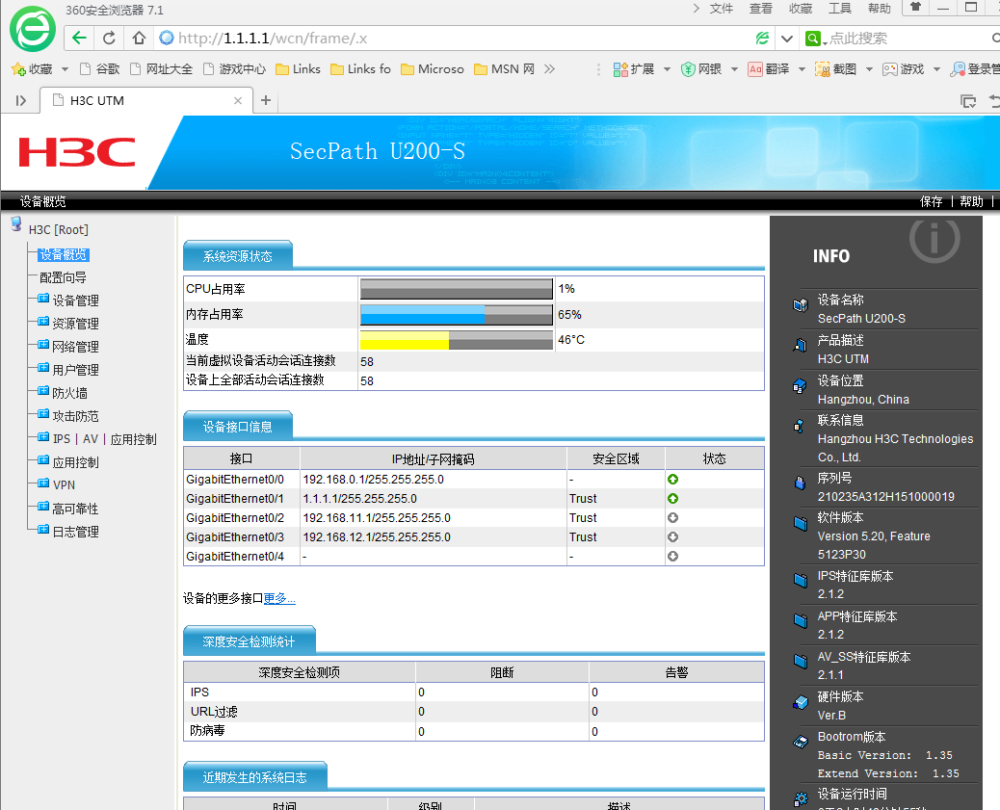 360安全浏览器 7.1
文件 查看 收藏 工具 帮助
http://1.1.1.1/wcn/frame/.x
点此搜索
收藏 谷歌 网址大全 游戏中心 Links Links fo Microso MSN 网 扩展 网银 翻译 截图 游戏 登录管
H3C UTM
H3C
SecPath U200-S
设备概览
保存 | 帮助 |
H3C [Root]
设备概览
配置向导
设备管理
资源管理
网络管理
用户管理
防火墙
攻击防范
IPS | AV | 应用控制
应用控制
VPN
高可靠性
日志管理
系统资源状态
CPU占用率 1%
内存占用率 65%
温度 46°C
当前虚拟设备活动会话连接数 58
设备上全部活动会话连接数 58
设备接口信息
接口 IP地址/子网掩码 安全区域 状态
GigabitEthernet0/0 192.168.0.1/255.255.255.0 -
GigabitEthernet0/1 1.1.1.1/255.255.255.0 Trust
GigabitEthernet0/2 192.168.11.1/255.255.255.0 Trust
GigabitEthernet0/3 192.168.12.1/255.255.255.0 Trust
GigabitEthernet0/4 - -
设备的更多接口更多...
深度安全检测统计
深度安全检测项 阻断 告警
IPS 0 0
URL过滤 0 0
防病毒 0 0
近期发生的系统日志
时间 级别 描述
INFO
设备名称
SecPath U200-S
产品描述
H3C UTM
设备位置
Hangzhou, China
联系信息
Hangzhou H3C Technologies
Co., Ltd.
序列号
210235A312H151000019
软件版本
Version 5.20, Feature
5123P30
IPS特征库版本
2.1.2
APP特征库版本
2.1.2
AV_SS特征库版本
2.1.1
硬件版本
Ver.B
Bootrom版本
Basic Version: 1.35
Extend Version: 1.35
设备运行时间